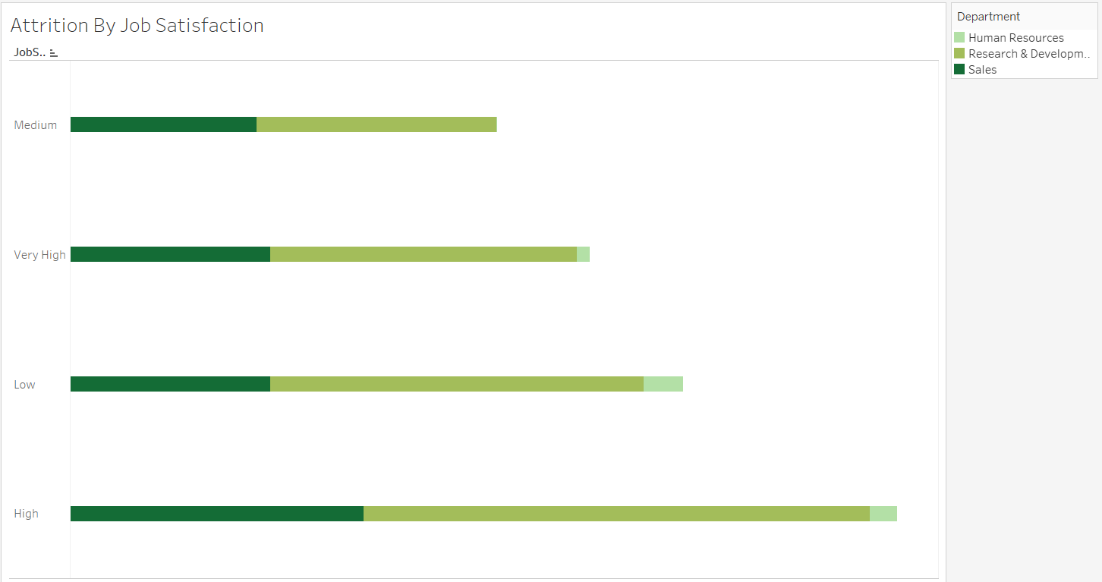 Attrition By Job Satisfaction
JobS..
Medium
Very High
Low
High
Department
Human Resources
Research & Developm..
Sales